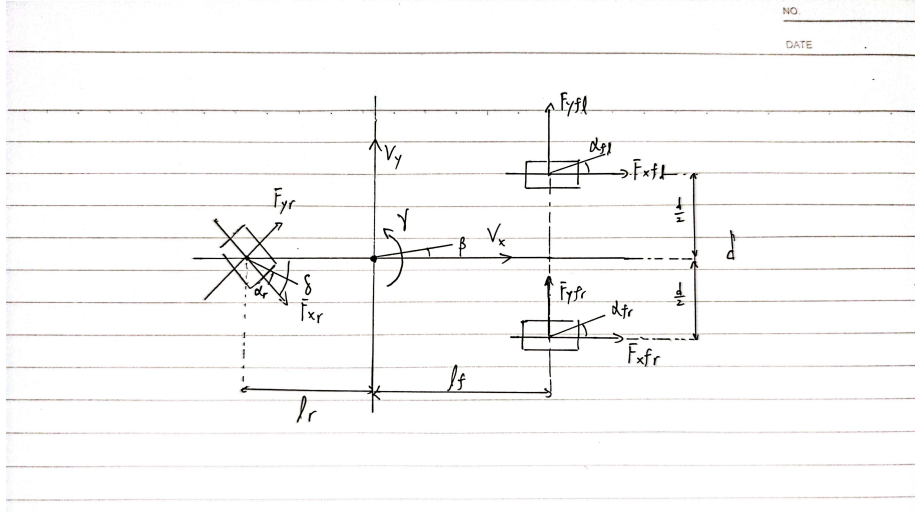 NO.
DATE
Fyfl
αfl
Fxfl
Vy
d/2
Fyr
γ
β
Vx
d
δ
αr
Fxr
Fyfr
d/2
αfr
Fxfr
lf
lr